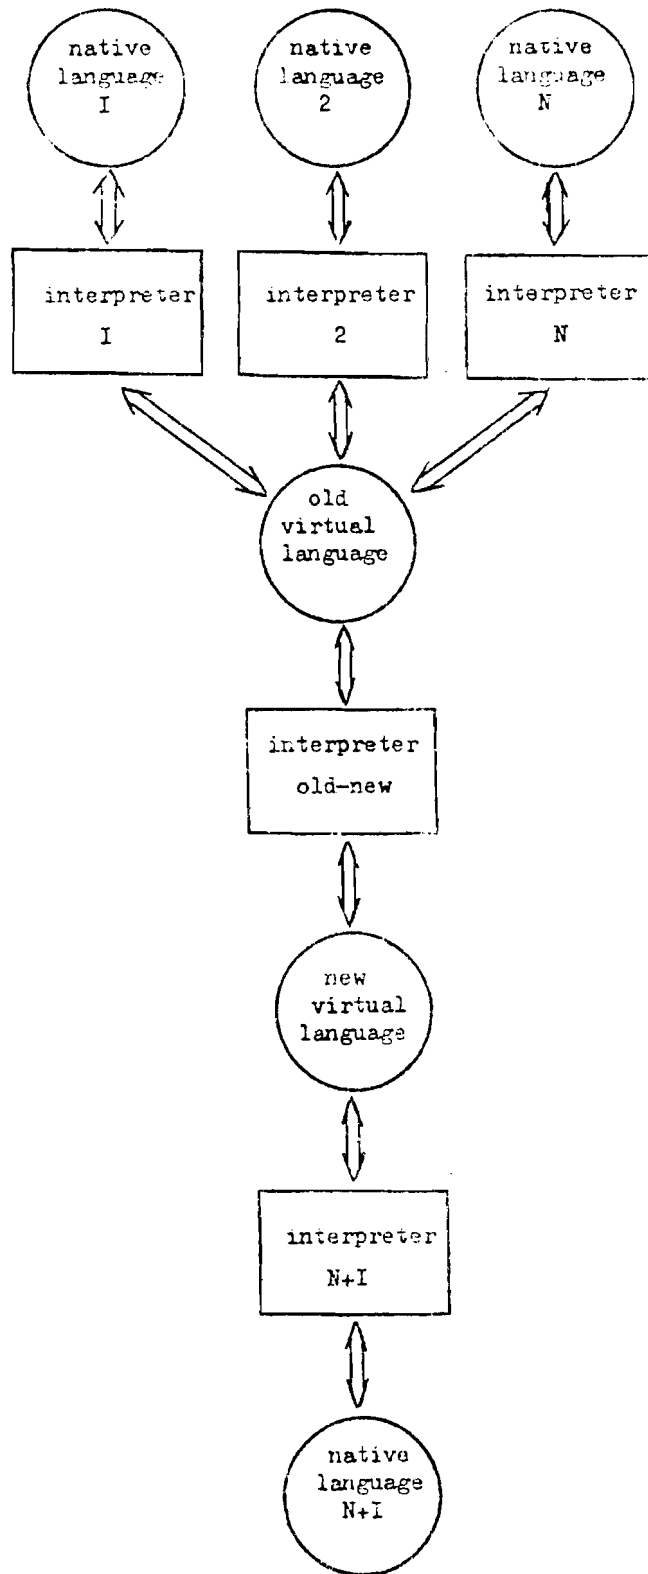 native
language
I
native
language
2
native
language
N
interpreter
I
interpreter
2
interpreter
N
old
virtual
language
interpreter
old-new
new
virtual
language
interpreter
N+I
native
language
N+I